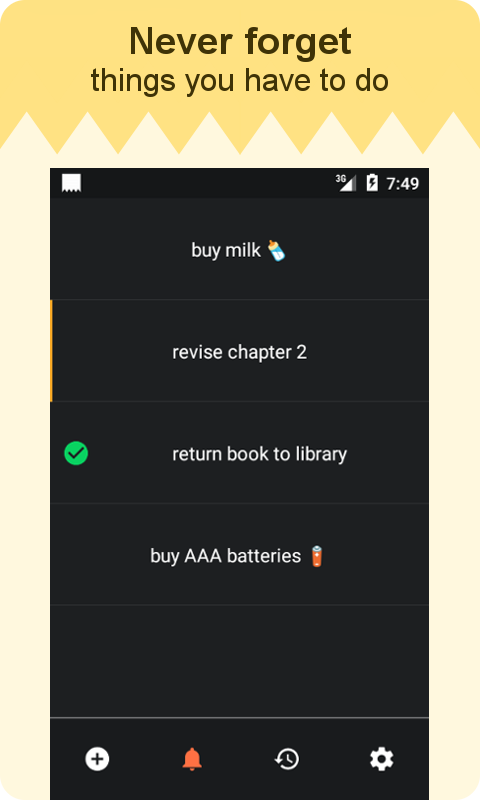 Never forget
things you have to do
3G 7:49
buy milk 🍼
revise chapter 2
return book to library
buy AAA batteries 🔋